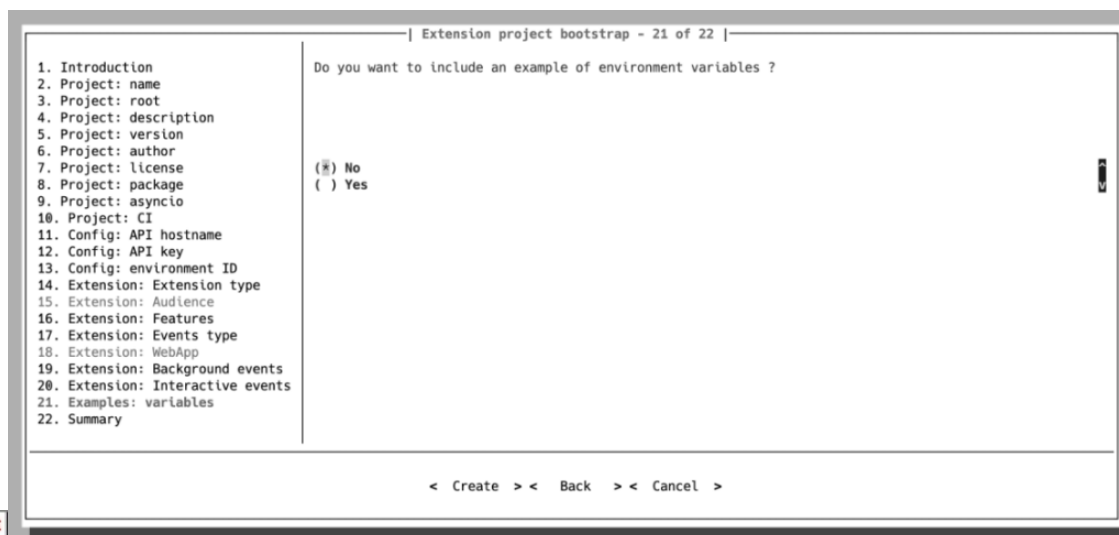 Extension project bootstrap - 21 of 22
1. Introduction
2. Project: name
3. Project: root
4. Project: description
5. Project: version
6. Project: author
7. Project: license
8. Project: package
9. Project: asyncio
10. Project: CI
11. Config: API hostname
12. Config: API key
13. Config: environment ID
14. Extension: Extension type
15. Extension: Audience
16. Extension: Features
17. Extension: Events type
18. Extension: WebApp
19. Extension: Background events
20. Extension: Interactive events
21. Examples: variables
22. Summary
Do you want to include an example of environment variables ?
(*) No
( ) Yes
< Create > < Back > < Cancel >